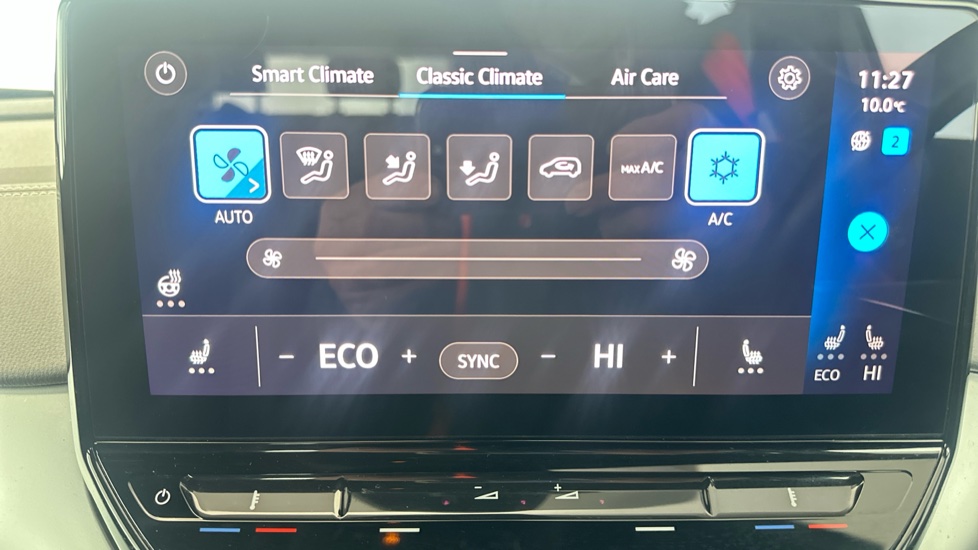 Smart Climate Classic Climate Air Care
11:27
10.0°C
2
MAX A/C
AUTO
A/C
- ECO + SYNC - HI +
ECO HI
- +